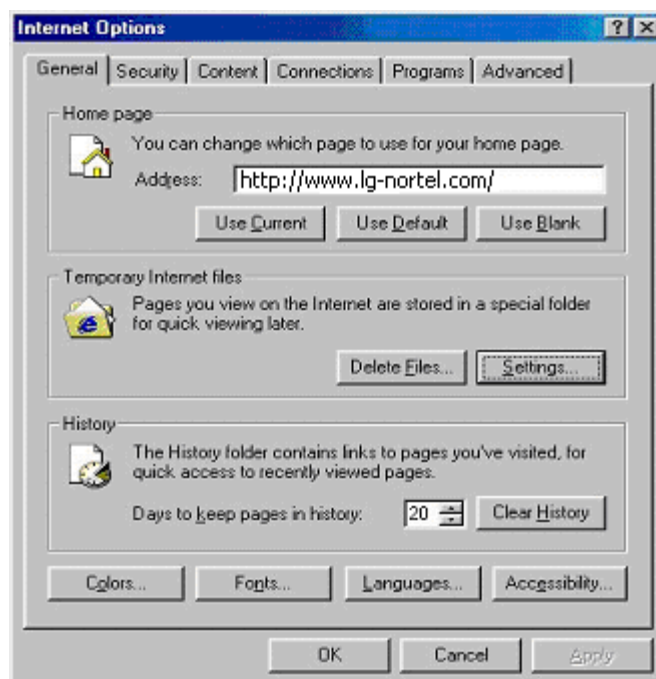 Internet Options
General Security Content Connections Programs Advanced
Home page
You can change which page to use for your home page.
Address: http://www.lg-nortel.com/
Use Current Use Default Use Blank
Temporary Internet files
Pages you view on the Internet are stored in a special folder
for quick viewing later.
Delete Files... Settings...
History
The History folder contains links to pages you've visited, for
quick access to recently viewed pages.
Days to keep pages in history: 20 Clear History
Colors... Fonts... Languages... Accessibility...
OK Cancel Apply